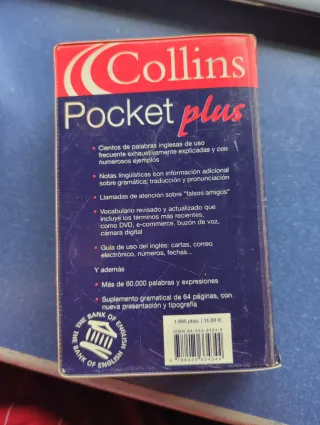 Collins
Pocket plus
• Cientos de palabras inglesas de uso
frecuente exhaustivamente explicadas y con
numerosos ejemplos
• Notas lingüísticas con información adicional
sobre gramática; traducción y pronunciación
• Llamadas de atención sobre "falsos amigos"
• Vocabulario revisado y actualizado que
incluye los términos más recientes,
como DVD, e-commerce, buzón de voz,
cámara digital
• Guía de uso del inglés: cartas, correo
electrónico, números, fechas...
Y además
• Más de 60.000 palabras y expresiones
• Suplemento gramatical de 64 páginas, con
nueva presentación y tipografía
THE BANK OF ENGLISH
THE BANK OF ENGLISH
ISBN